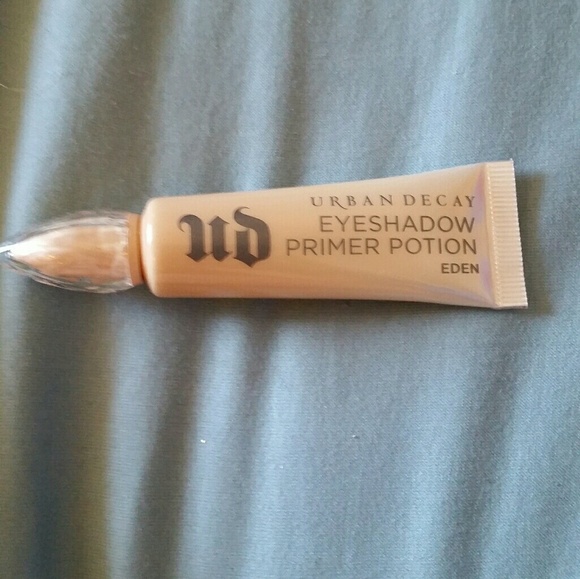 UD
URBAN DECAY
EYESHADOW
PRIMER POTION
EDEN